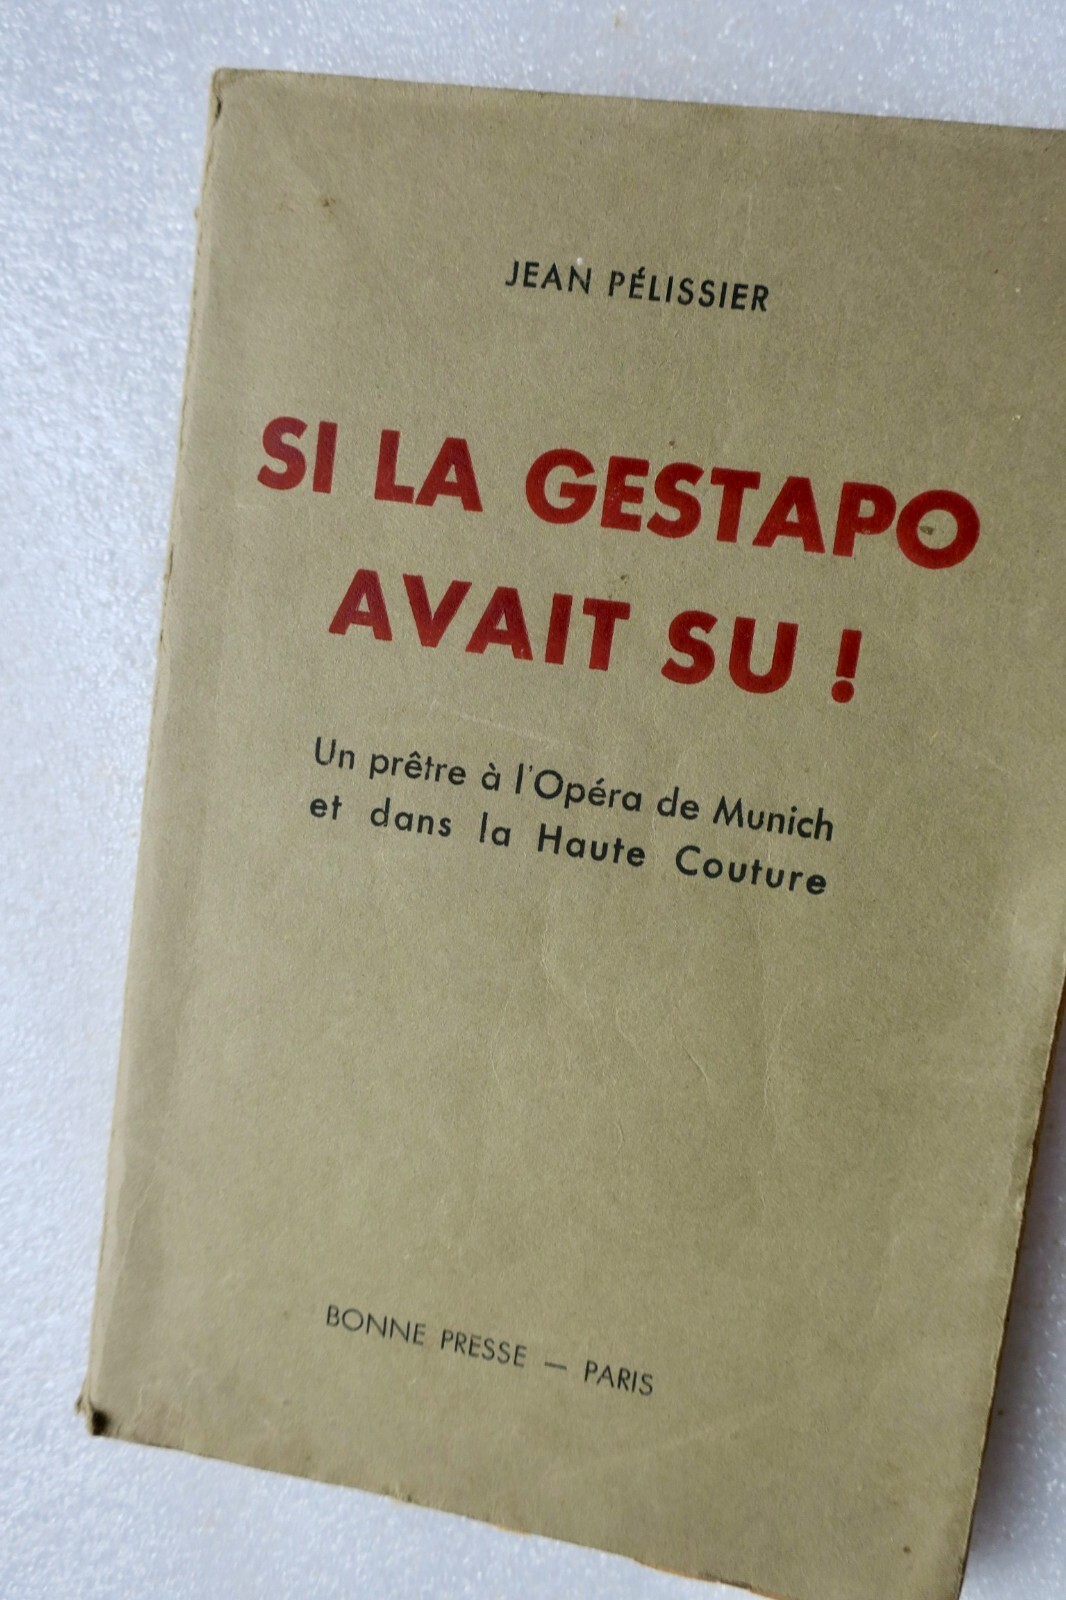 JEAN PÉLISSIER
SI LA GESTAPO
AVAIT SU !
Un prêtre à l'Opéra de Munich
et dans la Haute Couture
BONNE PRESSE — PARIS